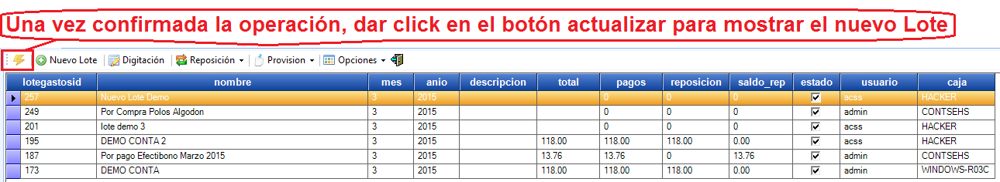 Una vez confirmada la operación, dar click en el botón actualizar para mostrar el nuevo Lote
Nuevo Lote Digitación Reposición Provision Opciones
lotegastosid nombre mes anio descripcion total pagos reposicion saldo_rep estado usuario caja
257 Nuevo Lote Demo 3 2015 0 0 0 acss HACKER
249 Por Compra Polos Algodon 3 2015 0 0 0 admin CONTSEHS
201 lote demo 3 3 2015 0 0 0 acss HACKER
195 DEMO CONTA 2 3 2015 118.00 118.00 118.00 0.00 acss HACKER
187 Por pago Efectibono Marzo 2015 3 2015 13.76 13.76 0 13.76 admin CONTSEHS
173 DEMO CONTA 3 2015 118.00 118.00 118.00 0.00 admin WINDOWS-R03C